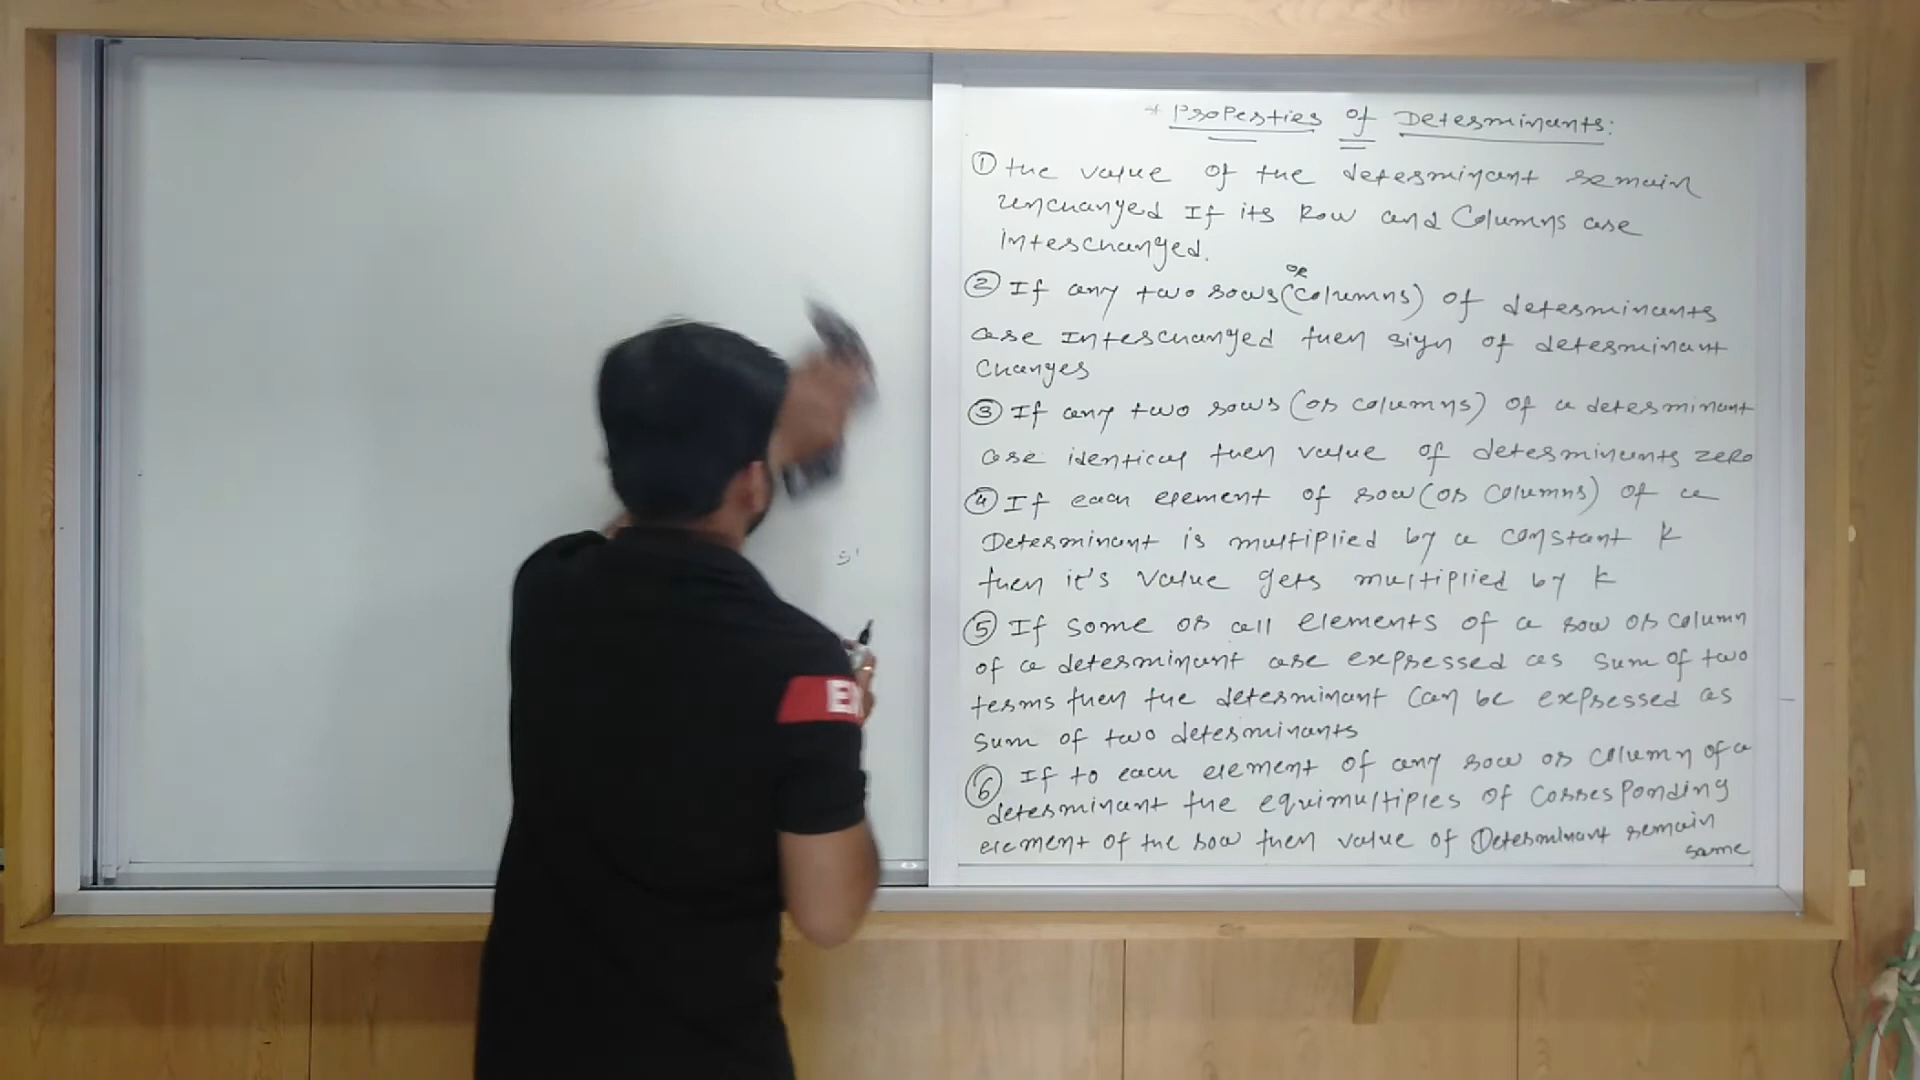 * Properties of Determinants:
① the value of the determinant remain
unchanged If its Row and Columns are
interchanged.
or
② If any two rows (columns) of determinants
are Interchanged then sign of determinant
changes
③ If any two rows (or columns) of a determinant
are identical then value of determinants zero
④ If each element of row (or columns) of a
Determinant is multiplied by a constant k
then it's value gets multiplied by k
⑤ If some or all elements of a row or column
of a determinant are expressed as sum of two
terms then the determinant can be expressed as
sum of two determinants
⑥ If to each element of any row or column of a
determinant the equimultiples of corresponding
element of the row then value of Determinant remain
same